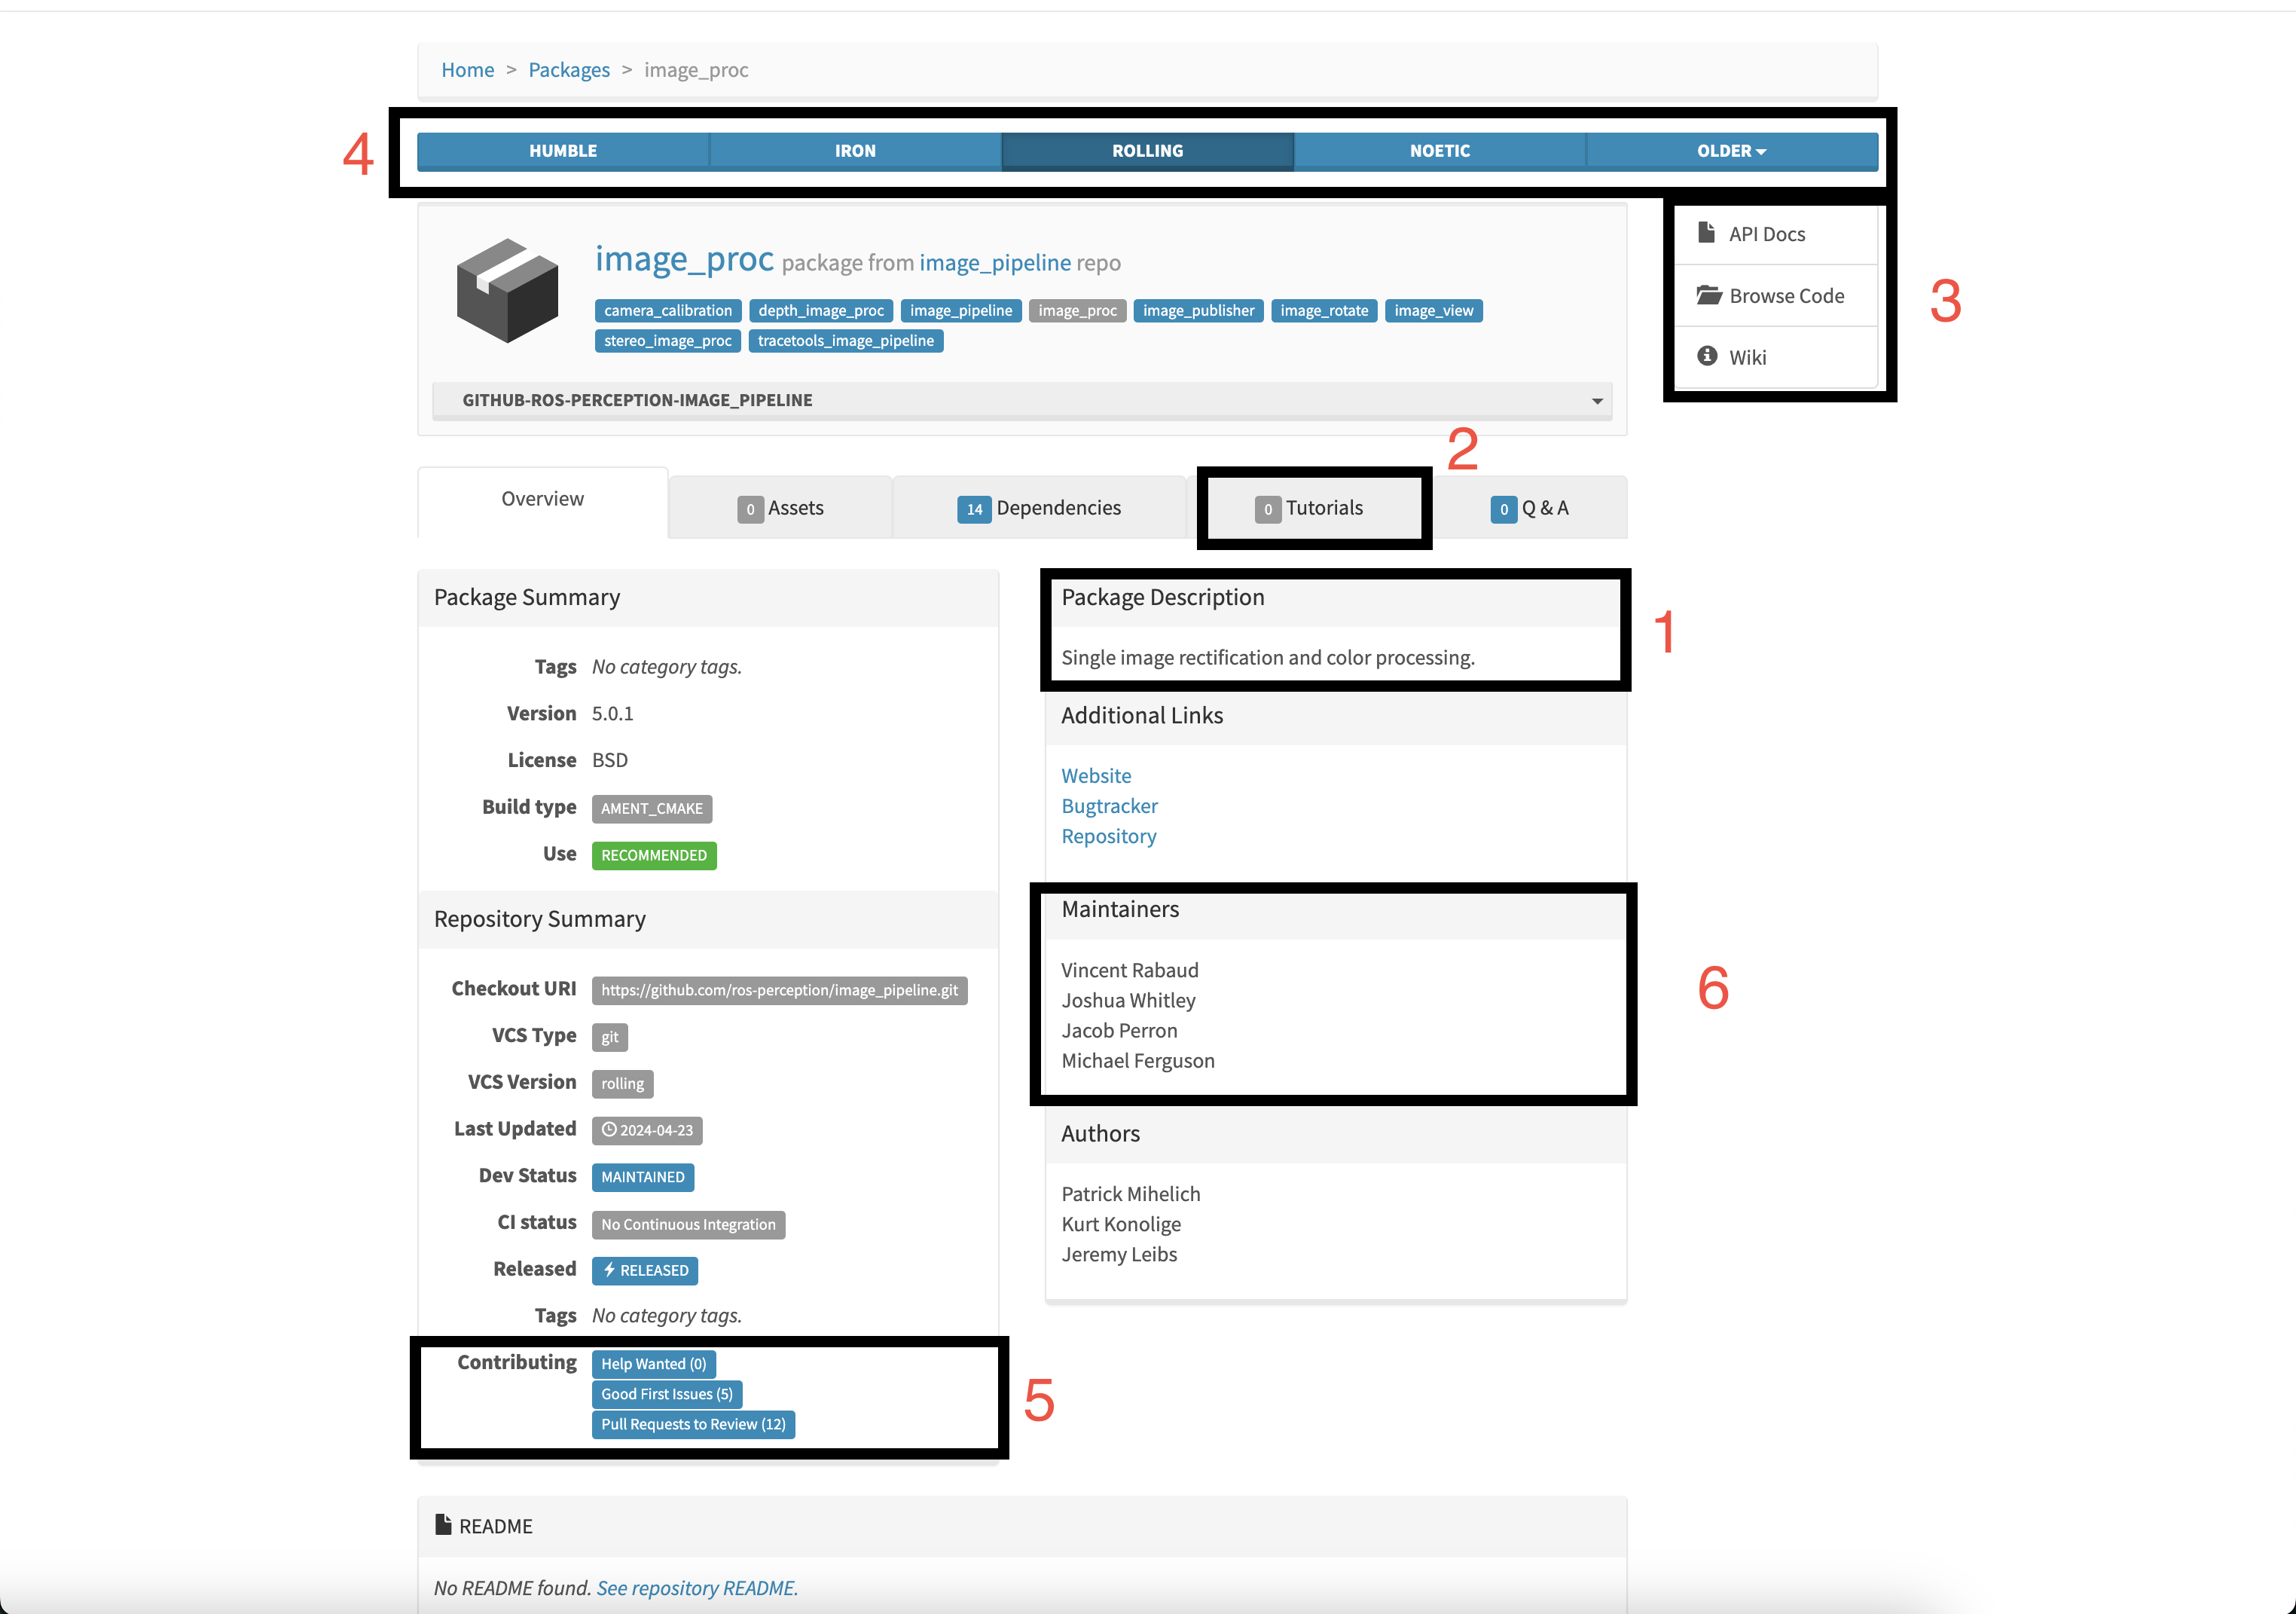 Home > Packages > image_proc
4
HUMBLE IRON ROLLING NOETIC OLDER
image_proc package from image_pipeline repo
camera_calibration depth_image_proc image_pipeline image_proc image_publisher image_rotate image_view
stereo_image_proc tracetools_image_pipeline
GITHUB-ROS-PERCEPTION-IMAGE_PIPELINE
API Docs
Browse Code
Wiki
3
2
Overview 0 Assets 14 Dependencies 0 Tutorials 0 Q & A
Package Summary
Tags No category tags.
Version 5.0.1
License BSD
Build type AMENT_CMAKE
Use RECOMMENDED
Repository Summary
Checkout URI https://github.com/ros-perception/image_pipeline.git
VCS Type git
VCS Version rolling
Last Updated 2024-04-23
Dev Status MAINTAINED
CI status No Continuous Integration
Released RELEASED
Tags No category tags.
Contributing Help Wanted (0)
Good First Issues (5)
Pull Requests to Review (12)
5
Package Description
Single image rectification and color processing.
1
Additional Links
Website
Bugtracker
Repository
Maintainers
Vincent Rabaud
Joshua Whitley
Jacob Perron
Michael Ferguson
6
Authors
Patrick Mihelich
Kurt Konolige
Jeremy Leibs
README
No README found. See repository README.